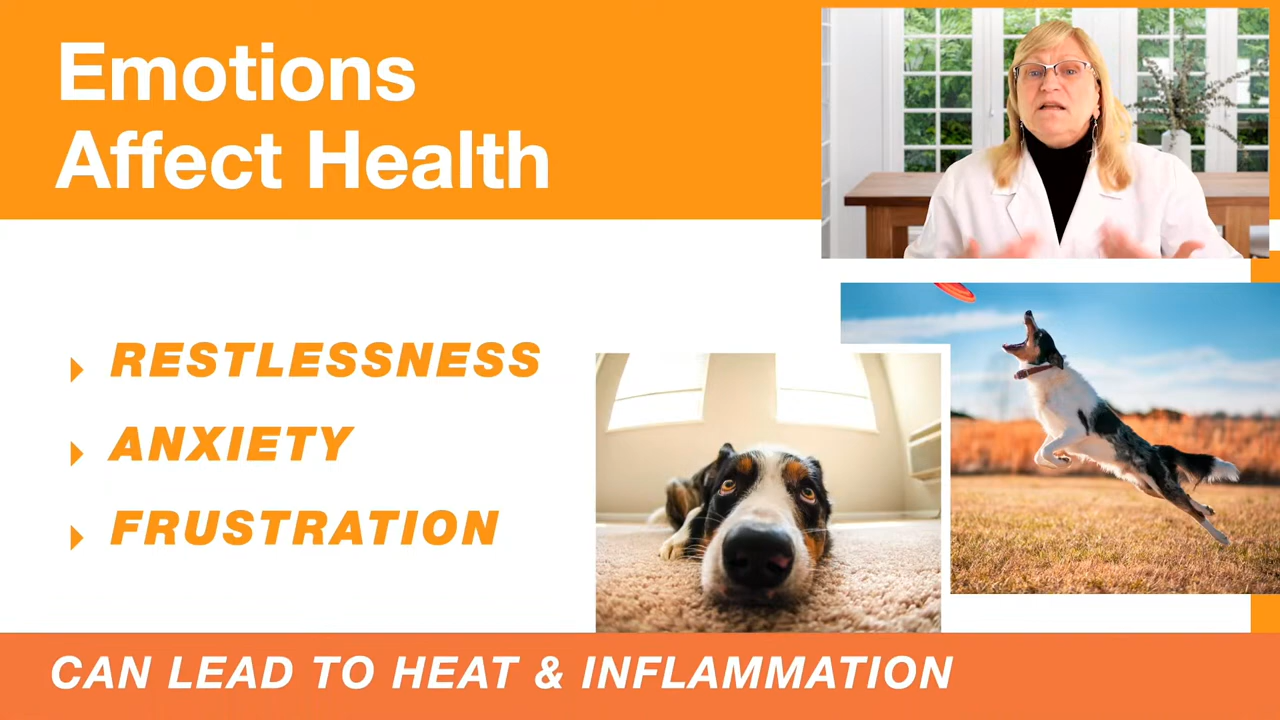 Emotions
Affect Health
RESTLESSNESS
ANXIETY
FRUSTRATION
CAN LEAD TO HEAT & INFLAMMATION